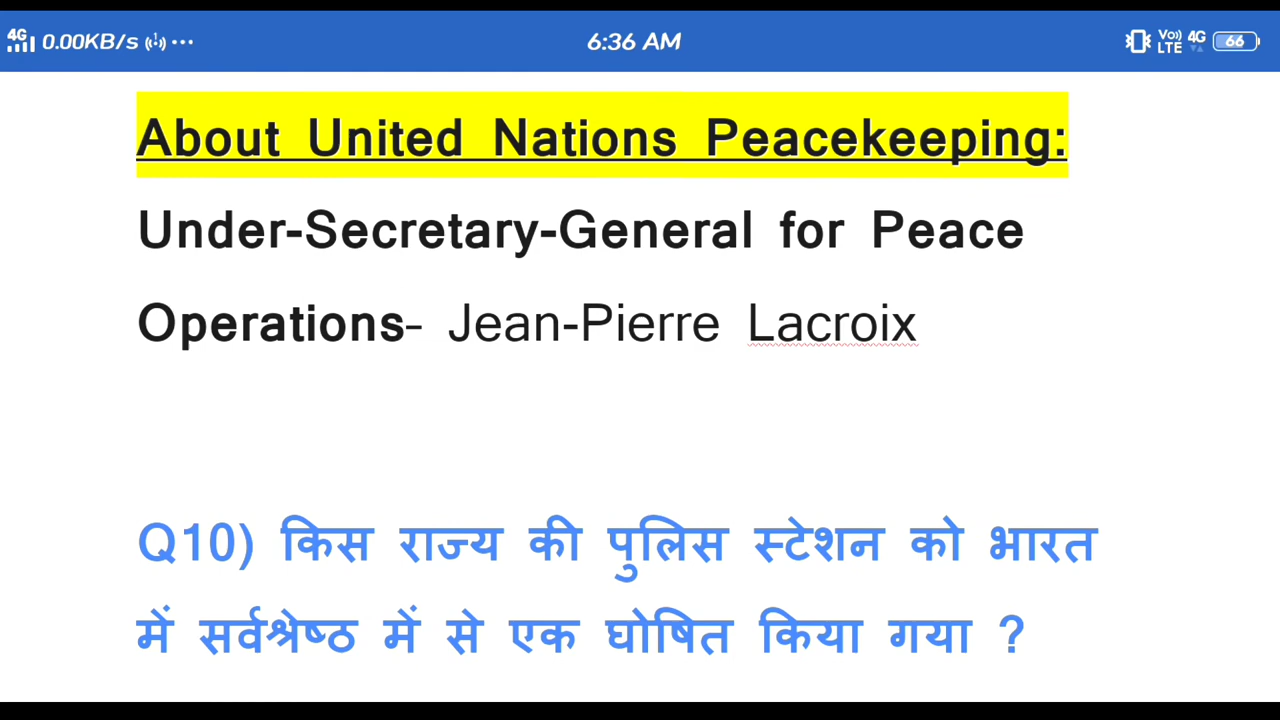 4G 0.00KB/s ... 6:36 AM Vo)) LTE 4G 66
About United Nations Peacekeeping:
Under-Secretary-General for Peace
Operations– Jean-Pierre Lacroix
Q10) किस राज्य की पुलिस स्टेशन को भारत
में सर्वश्रेष्ठ में से एक घोषित किया गया ?